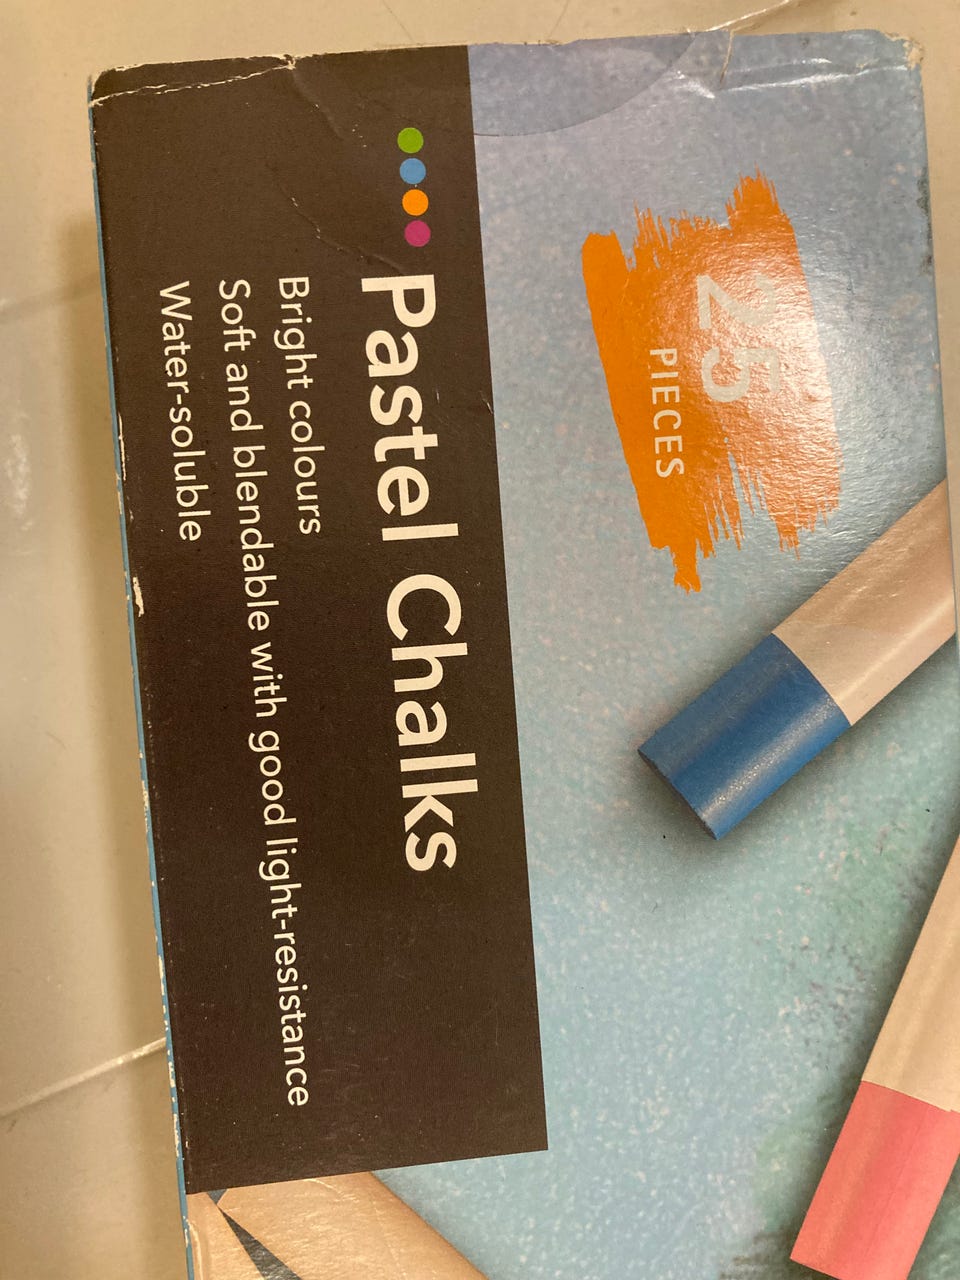 25
PIECES
Pastel Chalks
Bright colours
Soft and blendable with good light-resistance
Water-soluble